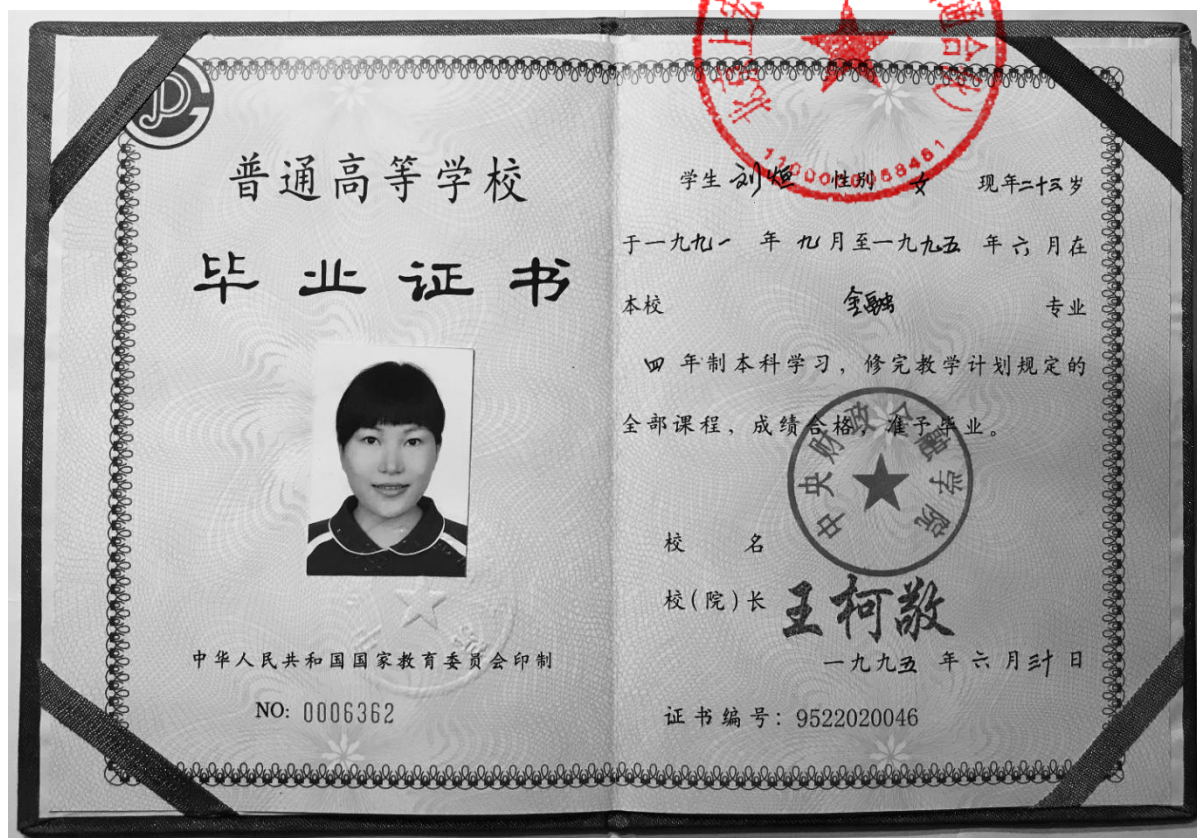 普通高等学校
毕业证书
中华人民共和国国家教育委员会印制
NO: 0006362
学生 刘恒 性别 女 现年二十三岁
于一九九一 年 九月至一九九五 年 六 月在
本校 金融 专业
四 年制本科学习，修完教学计划规定的
全部课程，成绩合格，准予毕业。
中央财政金融学院
校 名
校(院)长 王柯敬
一九九五 年 六 月三十 日
证书编号：9522020046